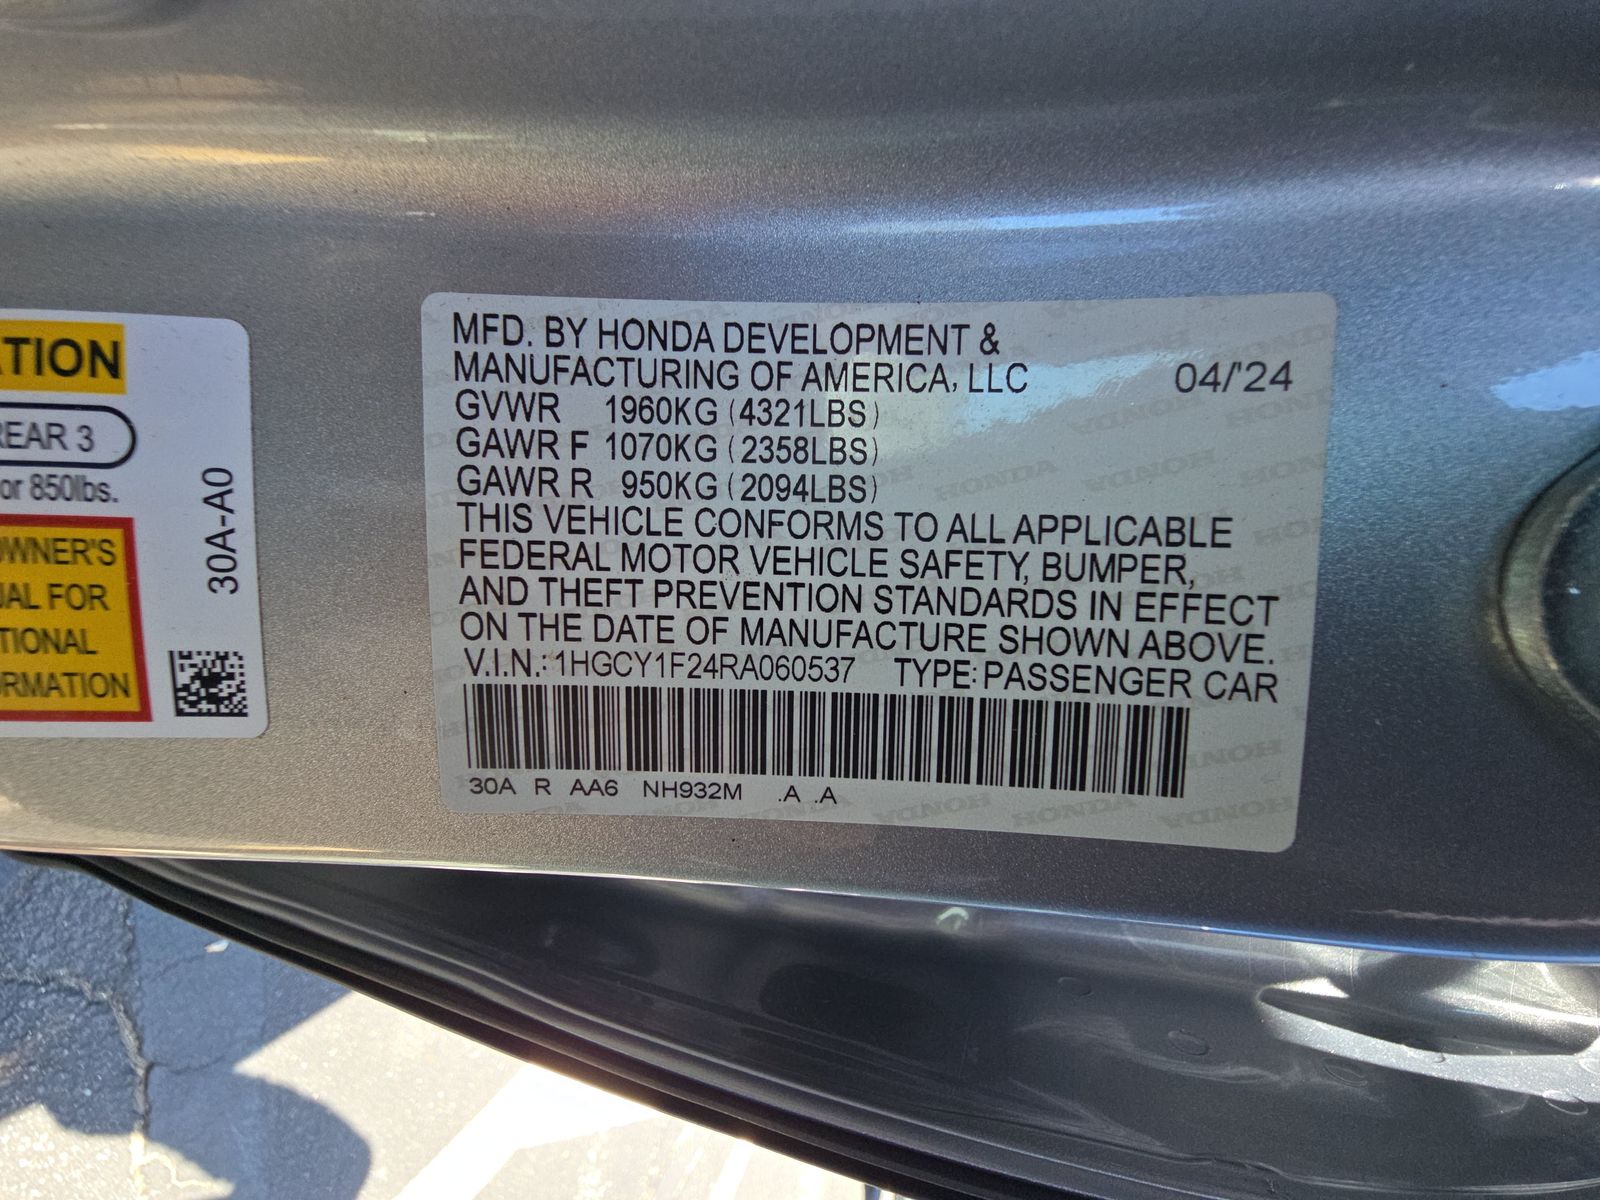 ATION
REAR 3
or 850lbs.
OWNER'S
UAL FOR
TIONAL
ORMATION
30A-A0
MFD. BY HONDA DEVELOPMENT &
MANUFACTURING OF AMERICA, LLC 04/'24
GVWR 1960KG (4321LBS)
GAWR F 1070KG (2358LBS)
GAWR R 950KG (2094LBS)
THIS VEHICLE CONFORMS TO ALL APPLICABLE
FEDERAL MOTOR VEHICLE SAFETY, BUMPER,
AND THEFT PREVENTION STANDARDS IN EFFECT
ON THE DATE OF MANUFACTURE SHOWN ABOVE.
V.I.N.: 1HGCY1F24RA060537 TYPE: PASSENGER CAR
30A R AA6 NH932M .A .A